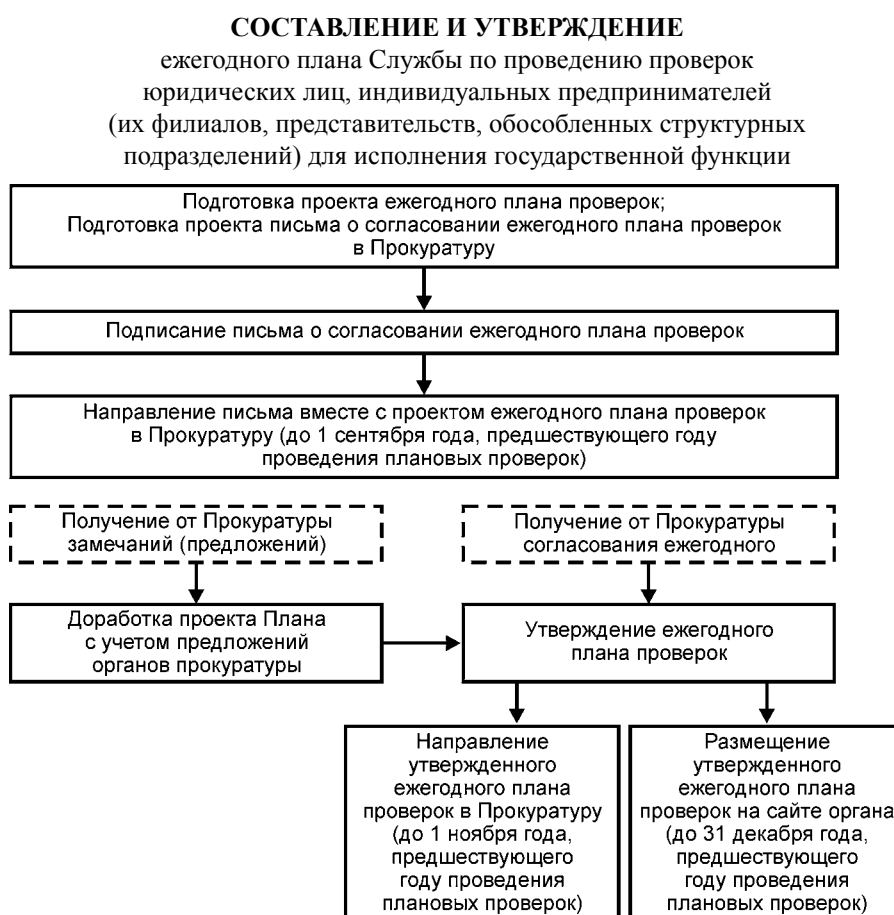 СОСТАВЛЕНИЕ И УТВЕРЖДЕНИЕ
ежегодного плана Службы по проведению проверок
юридических лиц, индивидуальных предпринимателей
(их филиалов, представительств, обособленных структурных
подразделений) для исполнения государственной функции
Подготовка проекта ежегодного плана проверок;
Подготовка проекта письма о согласовании ежегодного плана проверок
в Прокуратуру
Подписание письма о согласовании ежегодного плана проверок
Направление письма вместе с проектом ежегодного плана проверок
в Прокуратуру (до 1 сентября года, предшествующего году
проведения плановых проверок)
Получение от Прокуратуры
замечаний (предложений)
Получение от Прокуратуры
согласования ежегодного
Доработка проекта Плана
с учетом предложений
органов прокуратуры
Утверждение ежегодного
плана проверок
Направление
утвержденного
ежегодного плана
проверок в Прокуратуру
(до 1 ноября года,
предшествующего
году проведения
плановых проверок)
Размещение
утвержденного
ежегодного плана
проверок на сайте органа
(до 31 декабря года,
предшествующего
году проведения
плановых проверок)